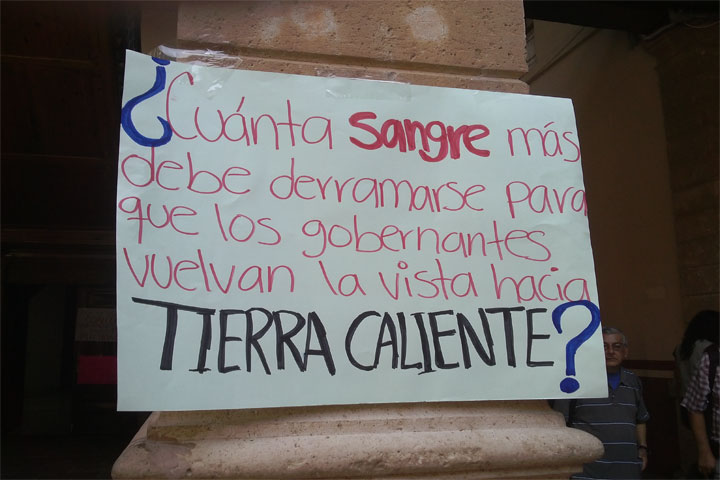 ¿Cuánta sangre más
debe derramarse para
que los gobernantes
vuelvan la vista hacia
TIERRA CALIENTE?